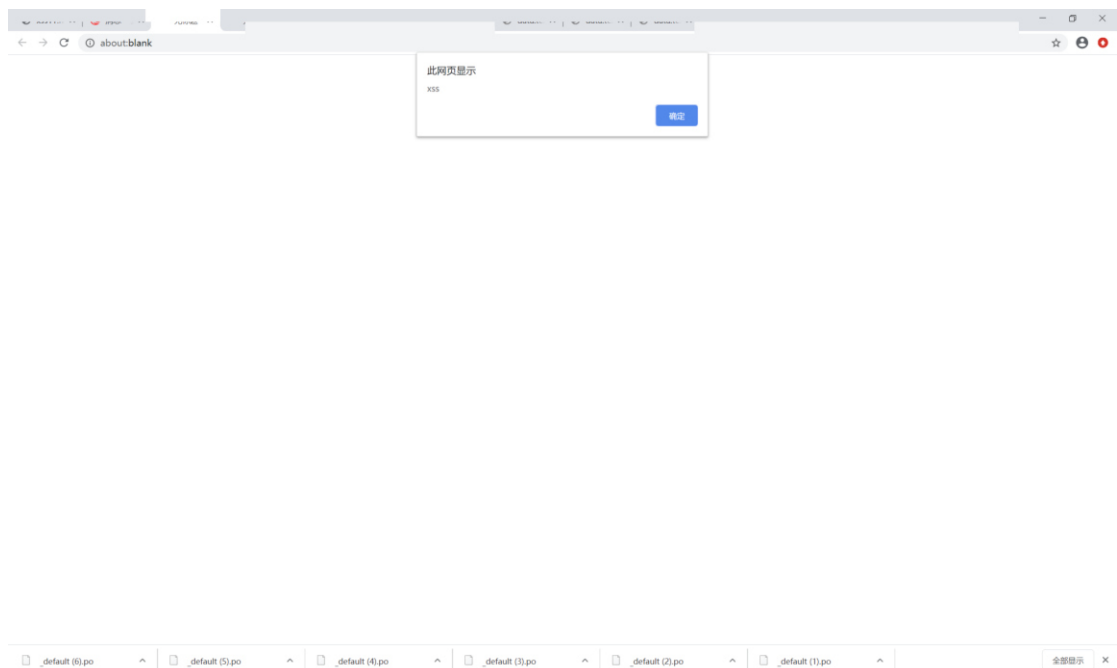 about:blank
此网页显示
xss
确定
_default (6).po
_default (5).po
_default (4).po
_default (3).po
_default (2).po
_default (1).po
全部显示